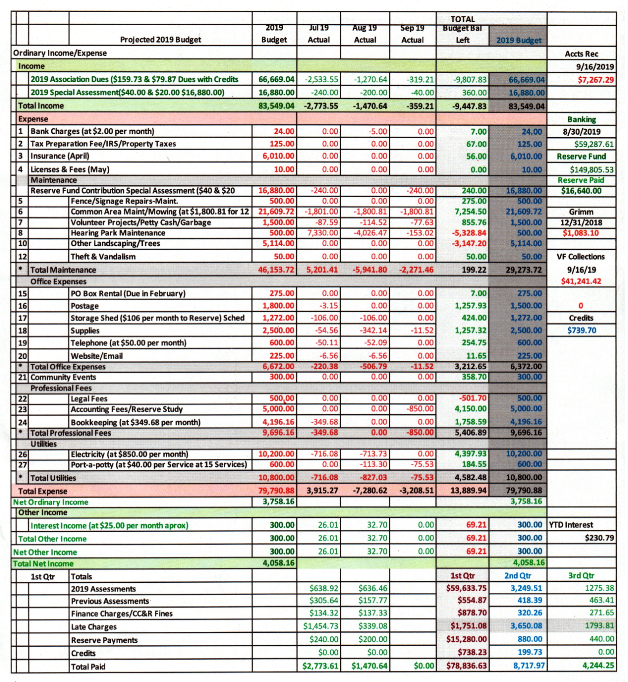 TOTAL
Projected 2019 Budget 2019 Budget Jul 19 Actual Aug 19 Actual Sep 19 Actual Budget Bal Left 2019 Budget
Ordinary Income/Expense Accts Rec
Income 9/16/2019
2019 Association Dues ($159.73 & $79.87 Dues with Credits 66,669.04 -2,533.55 -1,270.64 -319.21 -9,807.83 66,669.04 $7,267.29
2019 Special Assessment($40.00 & $20.00 $16,880.00) 16,880.00 -240.00 -200.00 -40.00 360.00 16,880.00
Total Income 83,549.04 -2,773.55 -1,470.64 -359.21 -9,447.83 83,549.04
Expense Banking
1 Bank Charges (at $2.00 per month) 24.00 0.00 -5.00 0.00 7.00 24.00 8/30/2019
2 Tax Preparation Fee/IRS/Property Taxes 125.00 0.00 0.00 0.00 67.00 125.00 $59,287.61
3 Insurance (April) 6,010.00 0.00 0.00 0.00 56.00 6,010.00 Reserve Fund
4 Licenses & Fees (May) 10.00 0.00 0.00 0.00 0.00 10.00 $149,805.53
Maintenance Reserve Paid
Reserve Fund Contribution Special Assessment ($40 & $20 16,880.00 -240.00 0.00 0.00 240.00 16,880.00 $16,640.00
5 Fence/Signage Repairs-Maint. 500.00 0.00 0.00 0.00 275.00 500.00
6 Common Area Maint/Mowing (at $1,800.81 for 12 21,609.72 -1,801.00 -1,800.81 -1,800.81 7,254.50 21,609.72 Grimm
7 Volunteer Projects/Petty Cash/Garbage 1,500.00 -87.59 -114.52 -77.63 855.76 1,500.00 12/31/2018
8 Hearing Park Maintenance 500.00 7,330.00 -4,026.47 -153.02 -5,328.84 500.00 $1,083.10
10 Other Landscaping/Trees 5,114.00 0.00 0.00 0.00 -3,147.20 5,114.00
12 Theft & Vandalism 50.00 0.00 0.00 0.00 50.00 50.00 VF Collections
* Total Maintenance 46,153.72 5,201.41 -5,941.80 -2,271.46 199.22 29,273.72 9/16/19
Office Expenses $41,241.42
15 PO Box Rental (Due in February) 275.00 0.00 0.00 0.00 7.00 275.00
16 Postage 1,800.00 -3.15 0.00 0.00 1,257.93 1,500.00 0
17 Storage Shed ($106 per month to Reserve) Sched 1,272.00 -106.00 -106.00 0.00 424.00 1,272.00 Credits
18 Supplies 2,500.00 -54.56 -342.14 -11.52 1,257.32 2,500.00 $739.70
19 Telephone (at $50.00 per month) 600.00 -50.11 -52.09 0.00 254.75 600.00
20 Website/Email 225.00 -6.56 -6.56 0.00 11.65 225.00
* Total Office Expenses 6,672.00 -220.38 -506.79 -11.52 3,212.65 6,372.00
21 Community Events 300.00 0.00 0.00 0.00 358.70 300.00
Professional Fees
22 Legal Fees 500.00 0.00 0.00 0.00 -501.70 500.00
23 Accounting Fees/Reserve Study 5,000.00 0.00 0.00 -850.00 4,150.00 5,000.00
24 Bookkeeping (at $349.68 per month) 4,196.16 -349.68 0.00 0.00 1,758.59 4,196.16
* Total Professional Fees 9,696.16 -349.68 0.00 -850.00 5,406.89 9,696.16
Utilities
26 Electricity (at $850.00 per month) 10,200.00 -716.08 -713.73 0.00 4,397.93 10,200.00
27 Port-a-potty (at $40.00 per Service at 15 Services) 600.00 0.00 -113.30 -75.53 184.55 600.00
* Total Utilities 10,800.00 -716.08 -827.03 -75.53 4,582.48 10,800.00
Total Expense 79,790.88 3,915.27 -7,280.62 -3,208.51 13,889.94 79,790.88
Net Ordinary Income 3,758.16 3,758.16
Other Income
Interest Income (at $25.00 per month aprox) 300.00 26.01 32.70 0.00 69.21 300.00 YTD Interest
Total Other Income 300.00 26.01 32.70 0.00 69.21 300.00 $230.79
Net Other Income 300.00 26.01 32.70 0.00 69.21 300.00
Total Net Income 4,058.16 4,058.16
1st Qtr Totals 1st Qtr 2nd Qtr 3rd Qtr
2019 Assessments $638.92 $636.46 $59,633.75 3,249.51 1275.38
Previous Assessments $305.64 $157.77 $554.87 418.39 463.41
Finance Charges/CC&R Fines $134.32 $137.33 $878.70 320.26 271.65
Late Charges $1,454.73 $339.08 $1,751.08 3,650.08 1793.81
Reserve Payments $240.00 $200.00 $15,280.00 880.00 440.00
Credits $0.00 $0.00 $738.23 199.73 0.00
Total Paid $2,773.61 $1,470.64 $0.00 $78,836.63 8,717.97 4,244.25